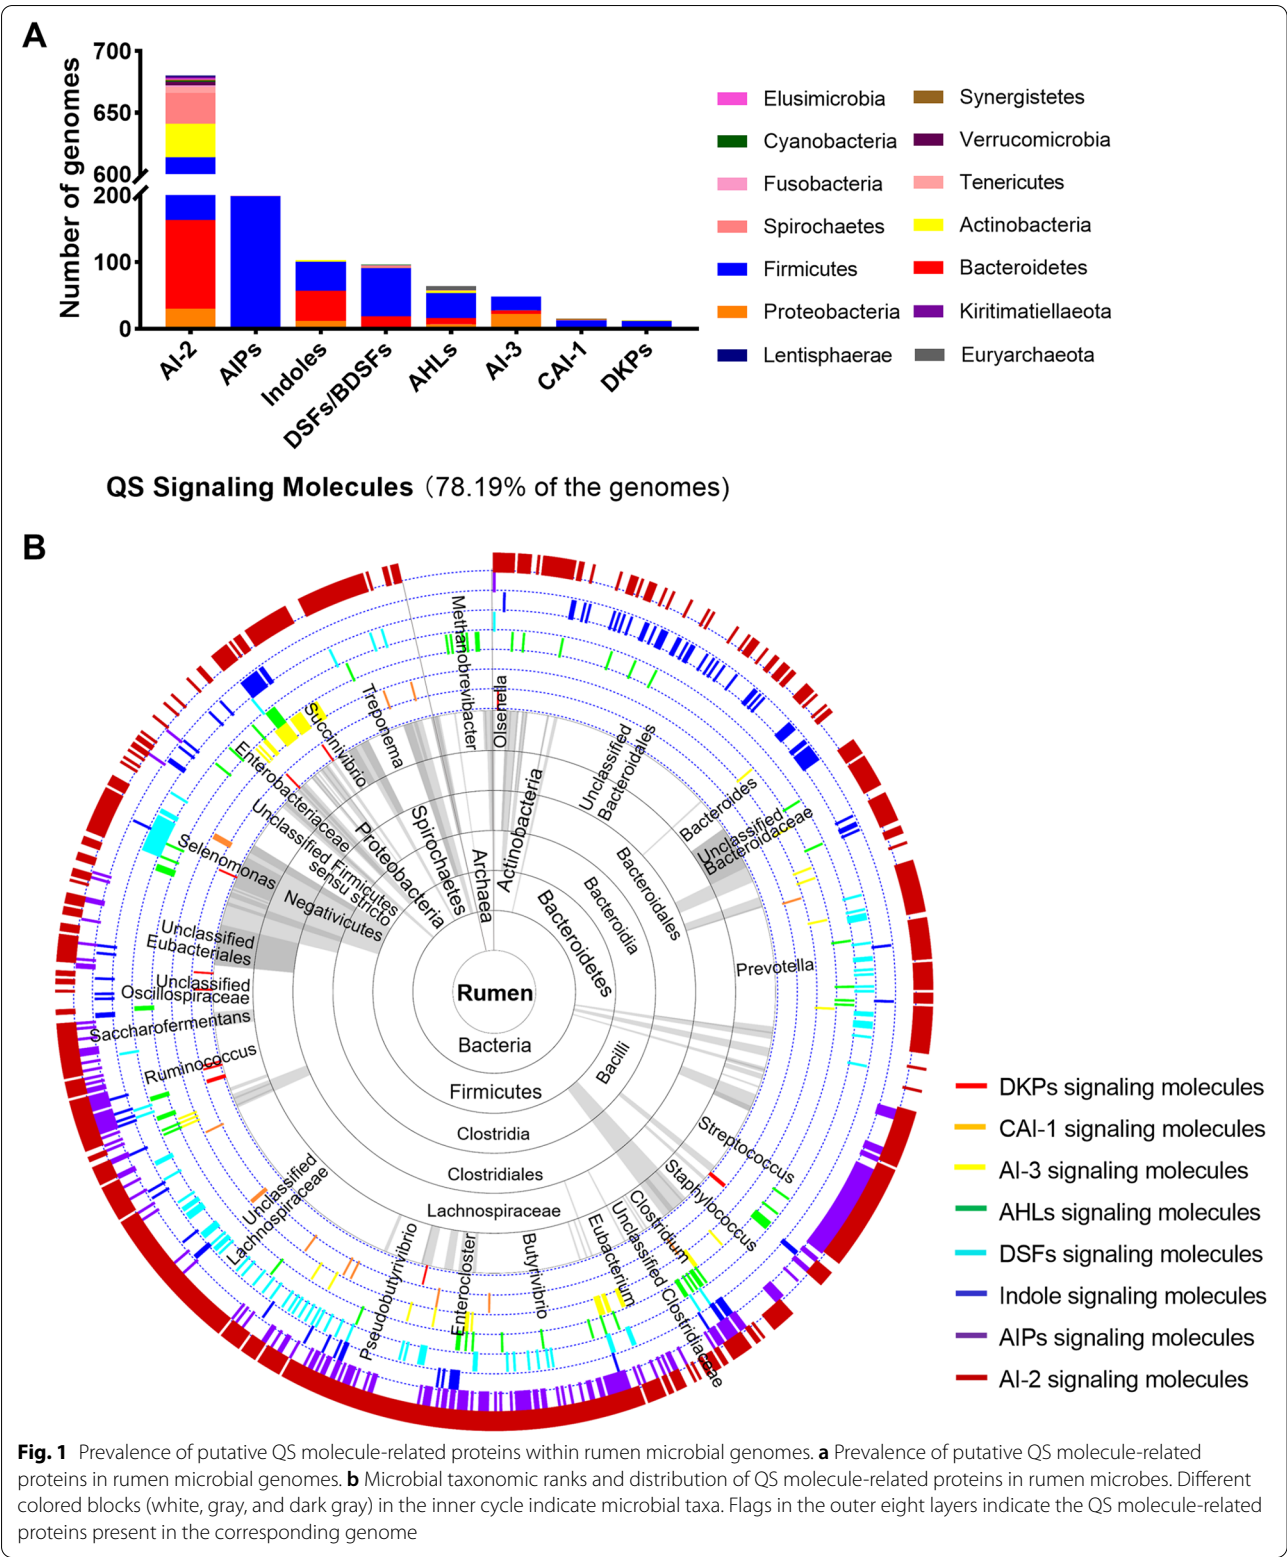 A
700
650
600
200
100
0
Number of genomes
AI-2
AIPs
Indoles
DSFs/BDSFs
AHLs
AI-3
CAI-1
DKPs
QS Signaling Molecules (78.19% of the genomes)
Elusimicrobia
Synergistetes
Cyanobacteria
Verrucomicrobia
Fusobacteria
Tenericutes
Spirochaetes
Actinobacteria
Firmicutes
Bacteroidetes
Proteobacteria
Kiritimatiellaeota
Lentisphaerae
Euryarchaeota
B
Methanobrevibacter
Olsenella
Unclassified
Bacteroidales
Bacteroides
Unclassified
Bacteroidaceae
Prevotella
Treponema
Succinivibrio
Enterobacteriaceae
Unclassified Firmicutes
sensu stricto
Selenomonas
Negativicutes
Unclassified
Eubacteriales
Unclassified
Oscillospiraceae
Saccharofermentans
Ruminococcus
Unclassified
Lachnospiraceae
Pseudobutyrivibrio
Enterocloster
Butyrivibrio
Eubacterium
Unclassified Clostridiaceae
Clostridium
Staphylococcus
Streptococcus
Proteobacteria
Spirochaetes
Archaea
Actinobacteria
Bacteroidetes
Bacteroidia
Bacteroidales
Bacilli
Rumen
Bacteria
Firmicutes
Clostridia
Clostridiales
Lachnospiraceae
DKPs signaling molecules
CAI-1 signaling molecules
AI-3 signaling molecules
AHLs signaling molecules
DSFs signaling molecules
Indole signaling molecules
AIPs signaling molecules
AI-2 signaling molecules
Fig. 1 Prevalence of putative QS molecule-related proteins within rumen microbial genomes. a Prevalence of putative QS molecule-related
proteins in rumen microbial genomes. b Microbial taxonomic ranks and distribution of QS molecule-related proteins in rumen microbes. Different
colored blocks (white, gray, and dark gray) in the inner cycle indicate microbial taxa. Flags in the outer eight layers indicate the QS molecule-related
proteins present in the corresponding genome